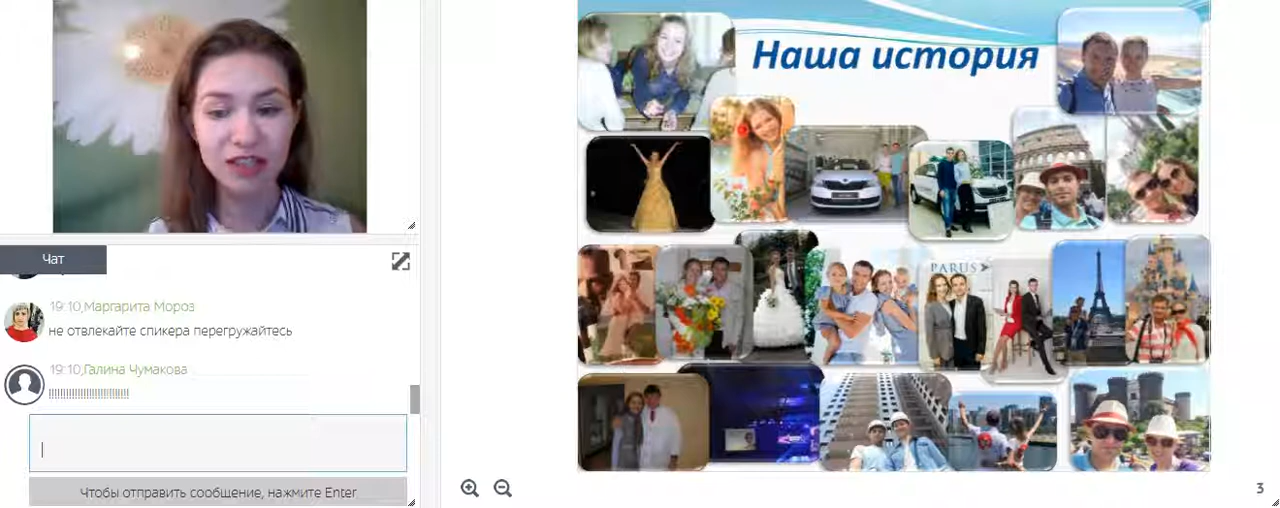 Наша история
PARUS
Чат
19:10,Маргарита Мороз
не отвлекайте спикера перегружайтесь
19:10,Галина Чумакова
!!!!!!!!!!!!!!!!!!!!!!!!!!!!
Чтобы отправить сообщение, нажмите Enter
3